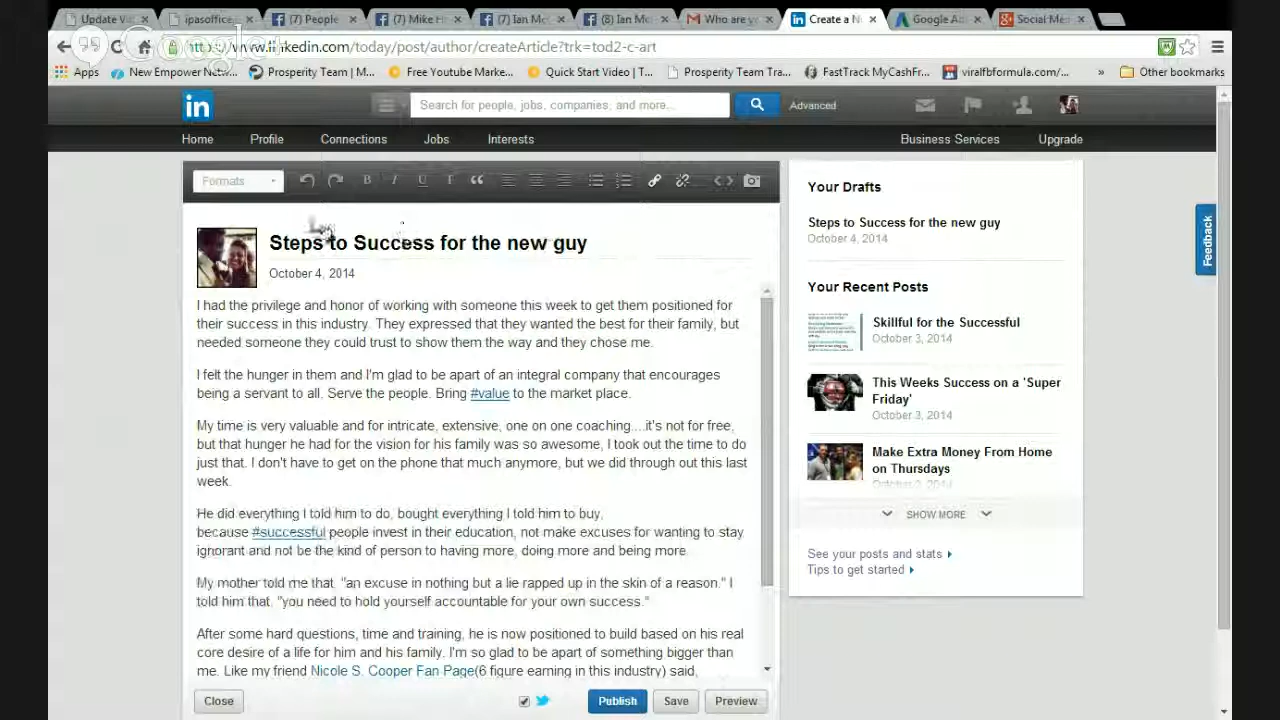 Update Vi
ipasoffice.
(7) People
(7) Mike H
(7) Ian Mc
(8) Ian Mc
Who are yo
Create a N
Google Ad
Social Me
https://www.linkedin.com/today/post/author/createArticle?trk=tod2-c-art
Google
Apps
New Empower Netw...
Prosperity Team | M...
Free Youtube Marke...
Quick Start Video | T...
Prosperity Team Tra...
FastTrack MyCashFr...
viralfbformula.com/...
»
Other bookmarks
in
Search for people, jobs, companies, and more...
Advanced
Home Profile Connections Jobs Interests
Business Services Upgrade
Formats
B I U T
Steps to Success for the new guy
October 4, 2014
I had the privilege and honor of working with someone this week to get them positioned for
their success in this industry. They expressed that they wanted the best for their family, but
needed someone they could trust to show them the way and they chose me.
I felt the hunger in them and I'm glad to be apart of an integral company that encourages
being a servant to all. Serve the people. Bring #value to the market place.
My time is very valuable and for intricate, extensive, one on one coaching....it's not for free,
but that hunger he had for the vision for his family was so awesome, I took out the time to do
just that. I don't have to get on the phone that much anymore, but we did through out this last
week.
He did everything I told him to do, bought everything I told him to buy,
because #successful people invest in their education, not make excuses for wanting to stay
ignorant and not be the kind of person to having more, doing more and being more.
My mother told me that, "an excuse in nothing but a lie rapped up in the skin of a reason." I
told him that, "you need to hold yourself accountable for your own success."
After some hard questions, time and training, he is now positioned to build based on his real
core desire of a life for him and his family. I'm so glad to be apart of something bigger than
me. Like my friend Nicole S. Cooper Fan Page(6 figure earning in this industry) said,
Close
Publish
Save
Preview
Your Drafts
Steps to Success for the new guy
October 4, 2014
Your Recent Posts
Skillful for the Successful
October 3, 2014
This Weeks Success on a 'Super
Friday'
October 3, 2014
Make Extra Money From Home
on Thursdays
SHOW MORE
See your posts and stats
Tips to get started
Feedback